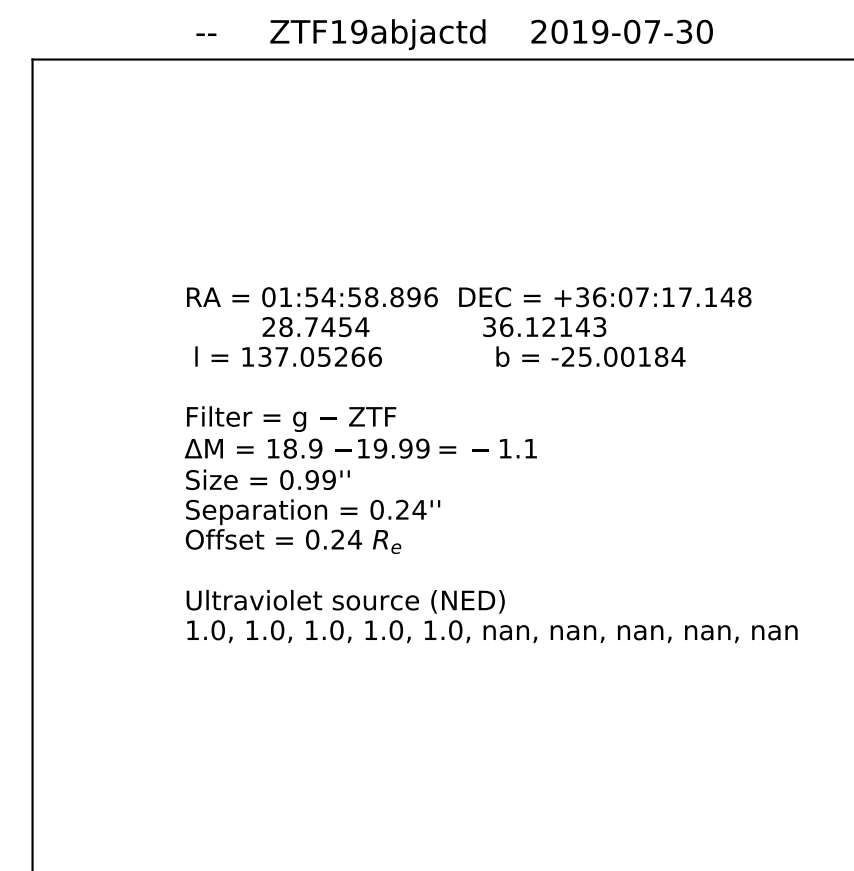 -- ZTF19abjactd 2019-07-30
RA = 01:54:58.896 DEC = +36:07:17.148
28.7454 36.12143
l = 137.05266 b = -25.00184
Filter = g − ZTF
ΔM = 18.9 −19.99 = − 1.1
Size = 0.99''
Separation = 0.24''
Offset = 0.24 Re
Ultraviolet source (NED)
1.0, 1.0, 1.0, 1.0, 1.0, nan, nan, nan, nan, nan